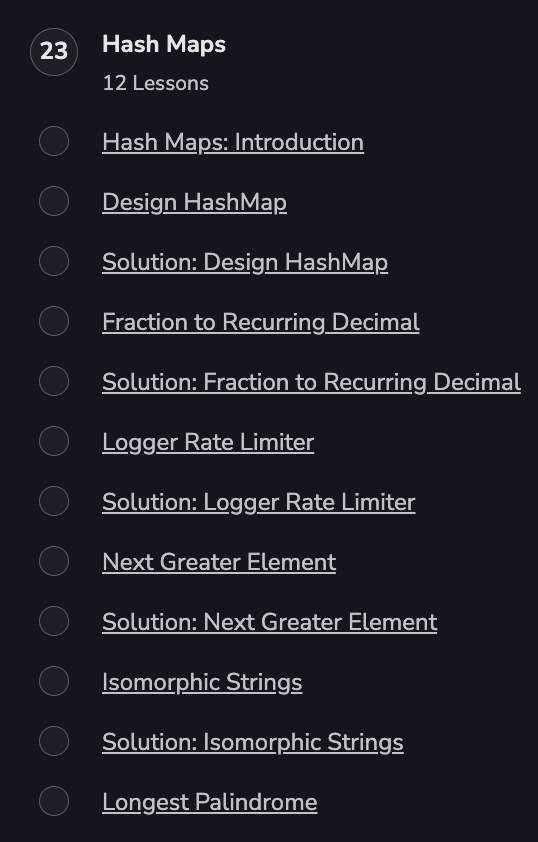 23
Hash Maps
12 Lessons
Hash Maps: Introduction
Design HashMap
Solution: Design HashMap
Fraction to Recurring Decimal
Solution: Fraction to Recurring Decimal
Logger Rate Limiter
Solution: Logger Rate Limiter
Next Greater Element
Solution: Next Greater Element
Isomorphic Strings
Solution: Isomorphic Strings
Longest Palindrome